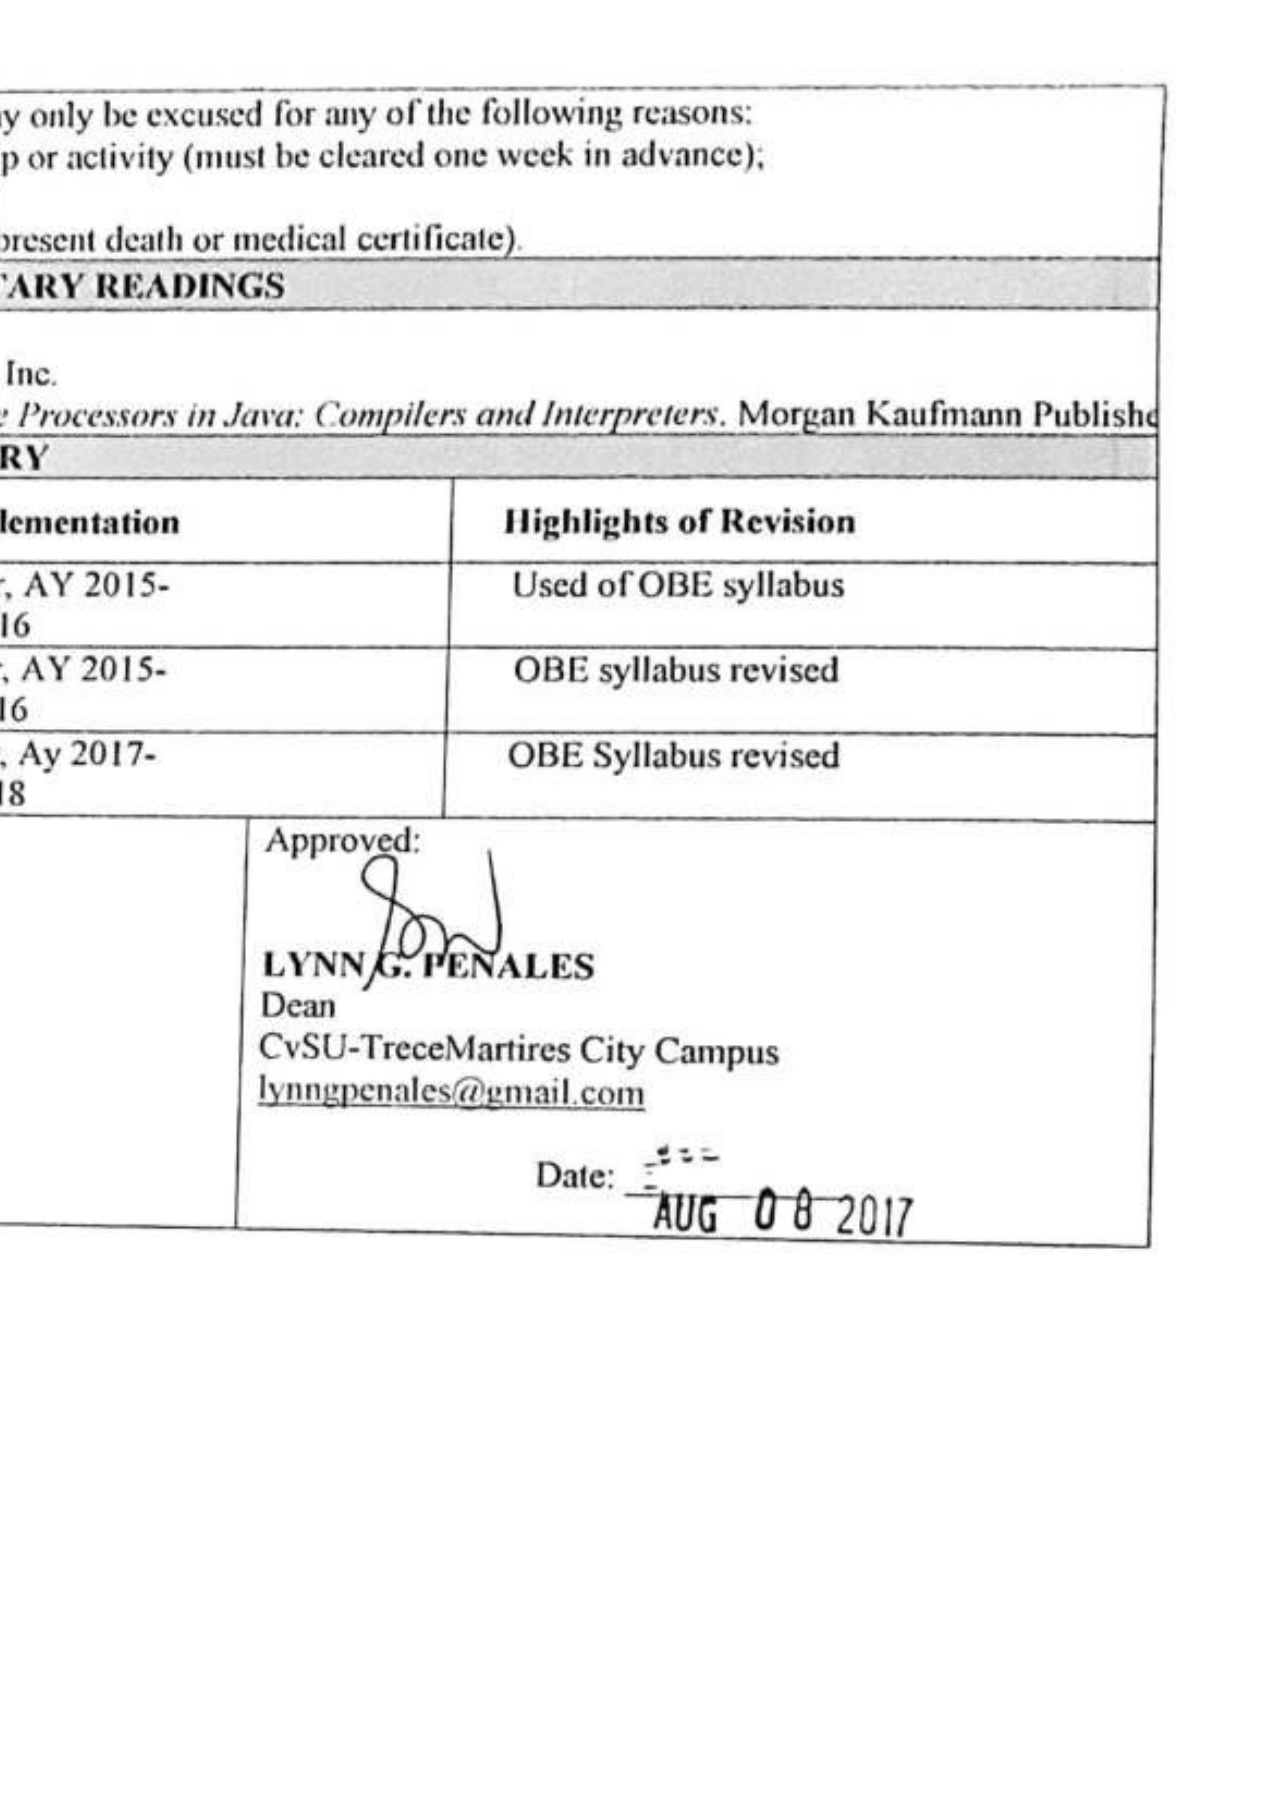 y only be excused for any of the following reasons:
p or activity (must be cleared one week in advance);
present death or medical certificate).
TARY READINGS
Inc.
e Processors in Java: Compilers and Interpreters. Morgan Kaufmann Publishe
RY
lementation
Highlights of Revision
r, AY 2015-
16
Used of OBE syllabus
r, AY 2015-
16
OBE syllabus revised
, Ay 2017-
18
OBE Syllabus revised
Approved:
LYNN G. PENALES
Dean
CvSU-TreceMartires City Campus
lynngpenales@gmail.com
Date:
AUG 08 2017